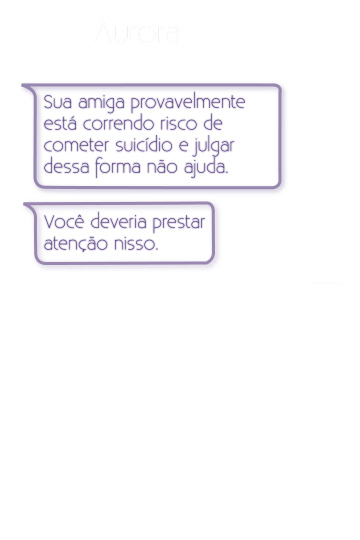 Aurora
Sua amiga provavelmente
está correndo risco de
cometer suicídio e julgar
dessa forma não ajuda.
Você deveria prestar
atenção nisso.